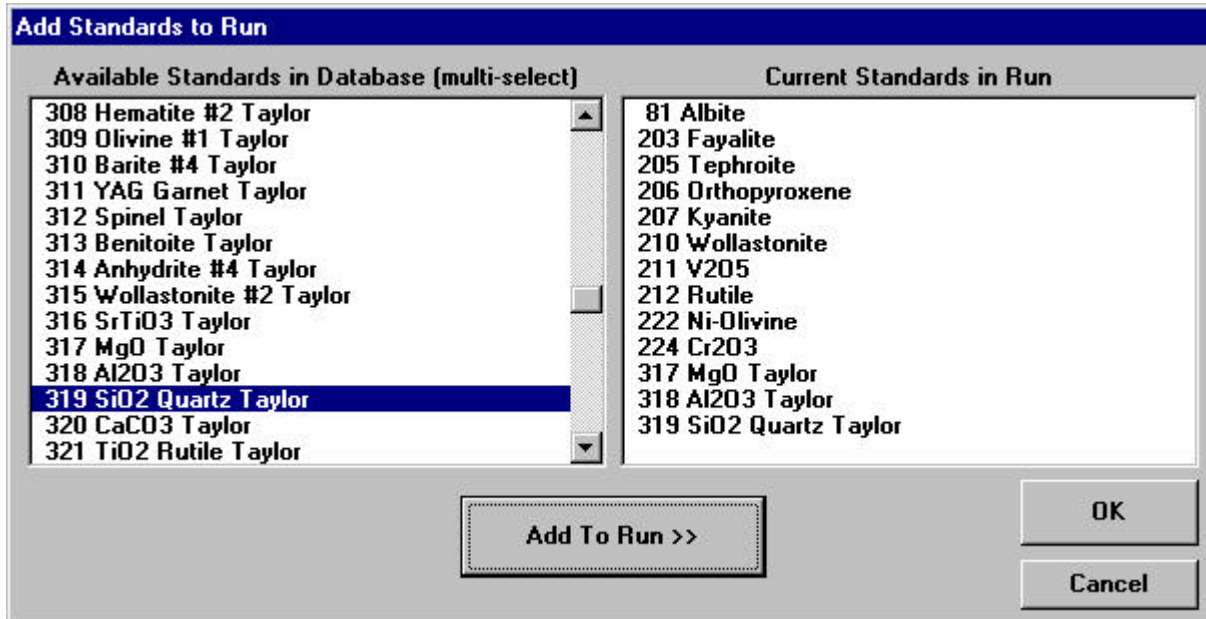 Add Standards to Run
Available Standards in Database (multi-select)
308 Hematite #2 Taylor
309 Olivine #1 Taylor
310 Barite #4 Taylor
311 YAG Garnet Taylor
312 Spinel Taylor
313 Benitoite Taylor
314 Anhydrite #4 Taylor
315 Wollastonite #2 Taylor
316 SrTiO3 Taylor
317 MgO Taylor
318 Al2O3 Taylor
319 SiO2 Quartz Taylor
320 CaCO3 Taylor
321 TiO2 Rutile Taylor
Current Standards in Run
81 Albite
203 Fayalite
205 Tephroite
206 Orthopyroxene
207 Kyanite
210 Wollastonite
211 V2O5
212 Rutile
222 Ni-Olivine
224 Cr2O3
317 MgO Taylor
318 Al2O3 Taylor
319 SiO2 Quartz Taylor
Add To Run >>
OK
Cancel